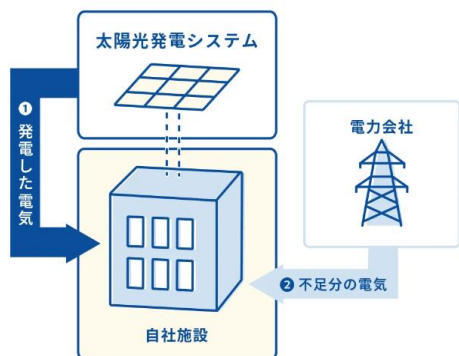 太陽光発電システム
❶発電した電気
電力会社
❷不足分の電気
自社施設